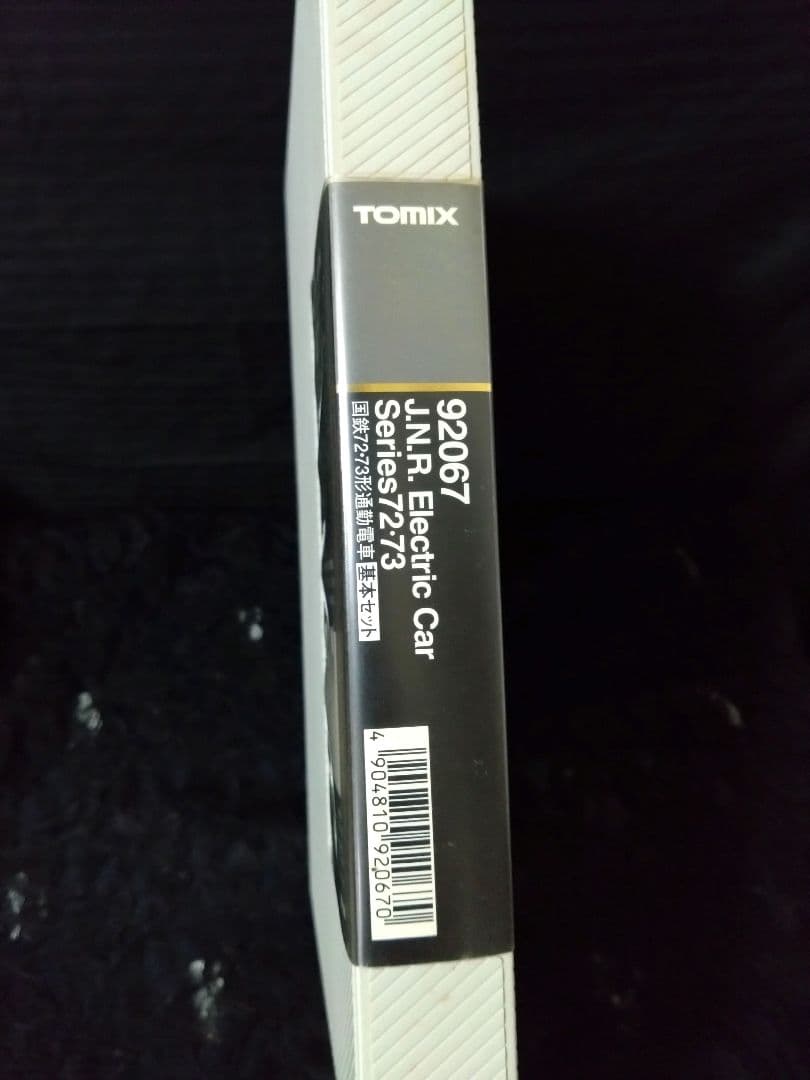 TOMIX
92067
J.N.R. Electric Car
Series72·73
国鉄72·73形通勤電車 基本セット
4 904810 920670